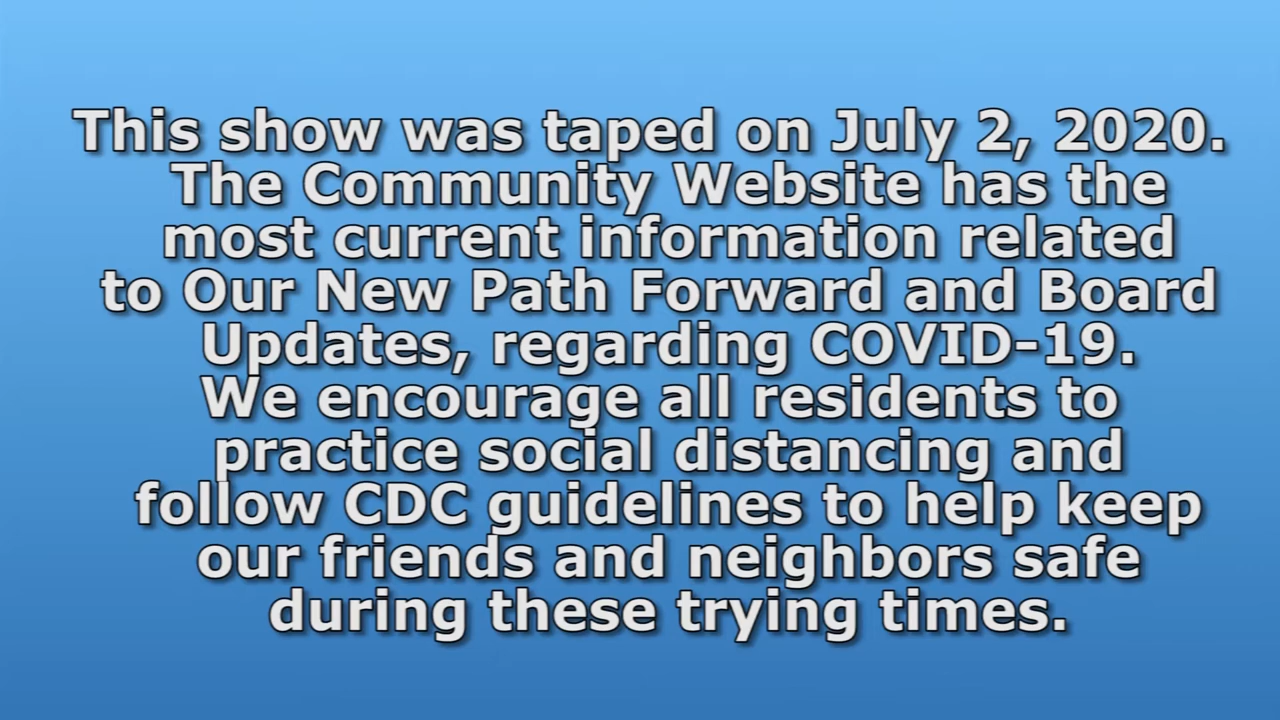 This show was taped on July 2, 2020.
The Community Website has the
most current information related
to Our New Path Forward and Board
Updates, regarding COVID-19.
We encourage all residents to
practice social distancing and
follow CDC guidelines to help keep
our friends and neighbors safe
during these trying times.